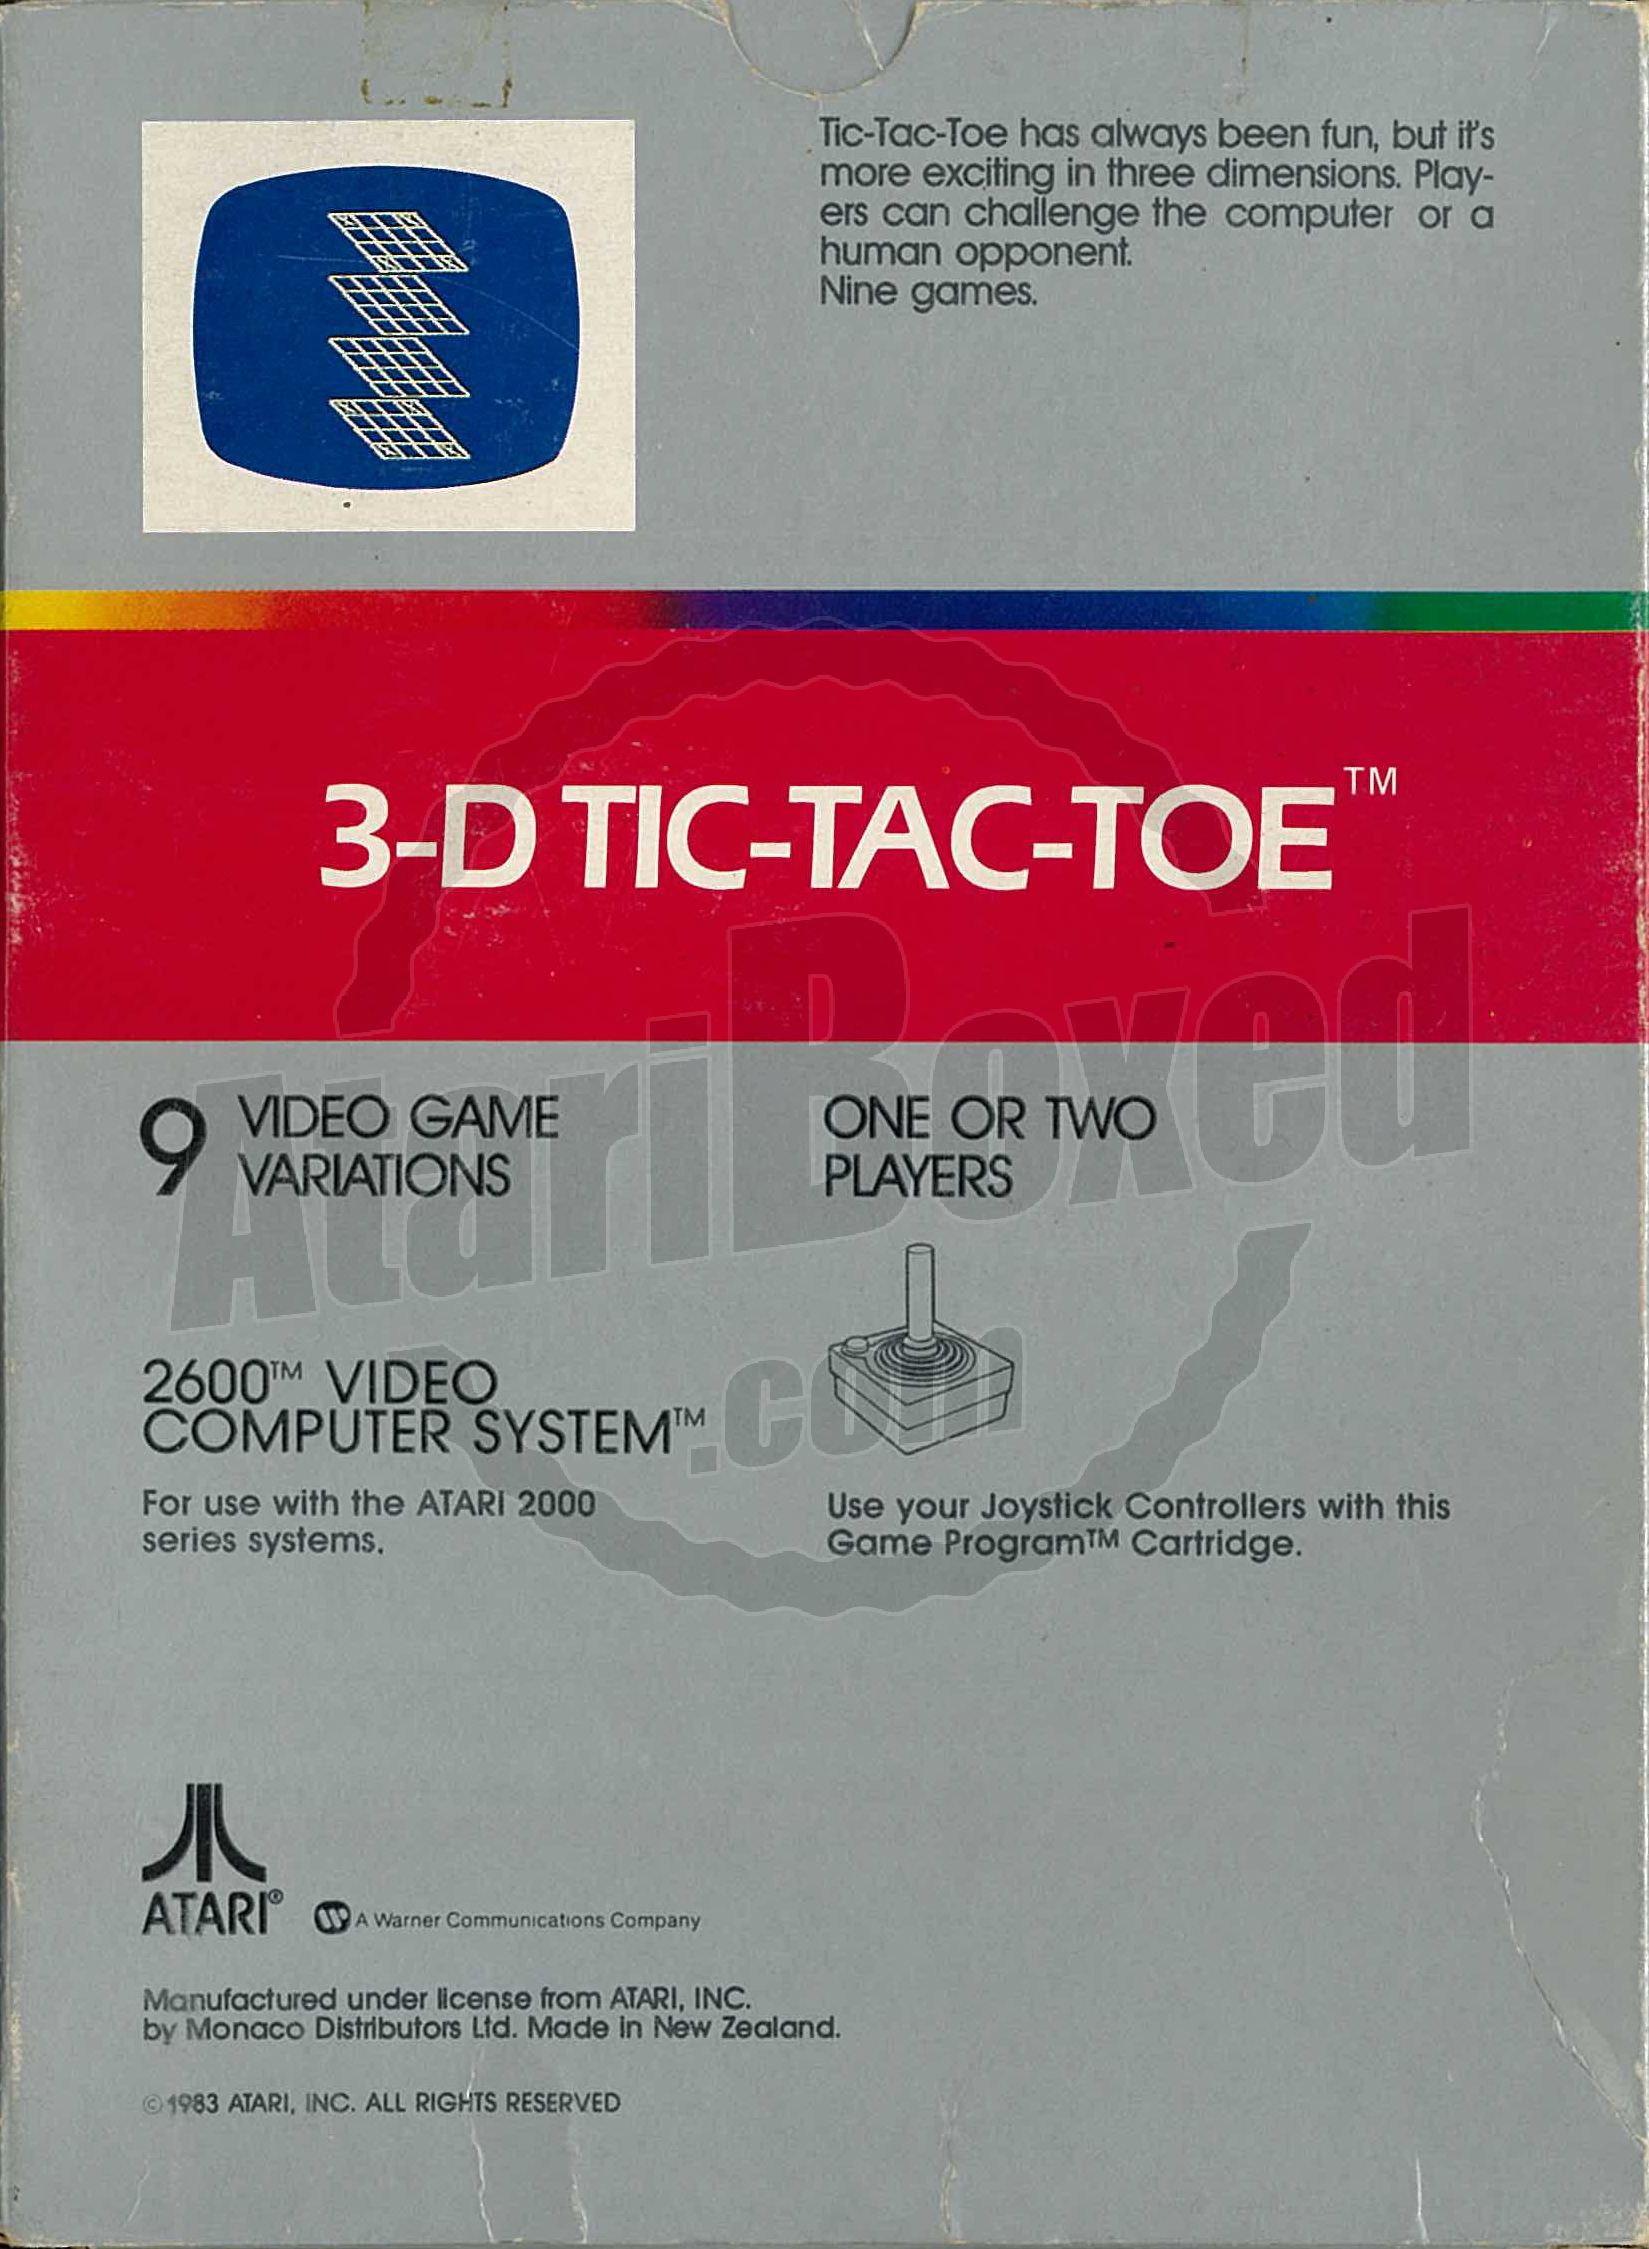 Tic-Tac-Toe has always been fun, but it's
more exciting in three dimensions. Play-
ers can challenge the computer or a
human opponent.
Nine games.
3-D TIC-TAC-TOE™
9 VIDEO GAME
VARIATIONS
ONE OR TWO
PLAYERS
2600™ VIDEO
COMPUTER SYSTEM™
For use with the ATARI 2000
series systems.
Use your Joystick Controllers with this
Game Program™ Cartridge.
AtariBoxed
.com
ATARI®
A Warner Communications Company
Manufactured under license from ATARI, INC.
by Monaco Distributors Ltd. Made in New Zealand.
©1983 ATARI, INC. ALL RIGHTS RESERVED